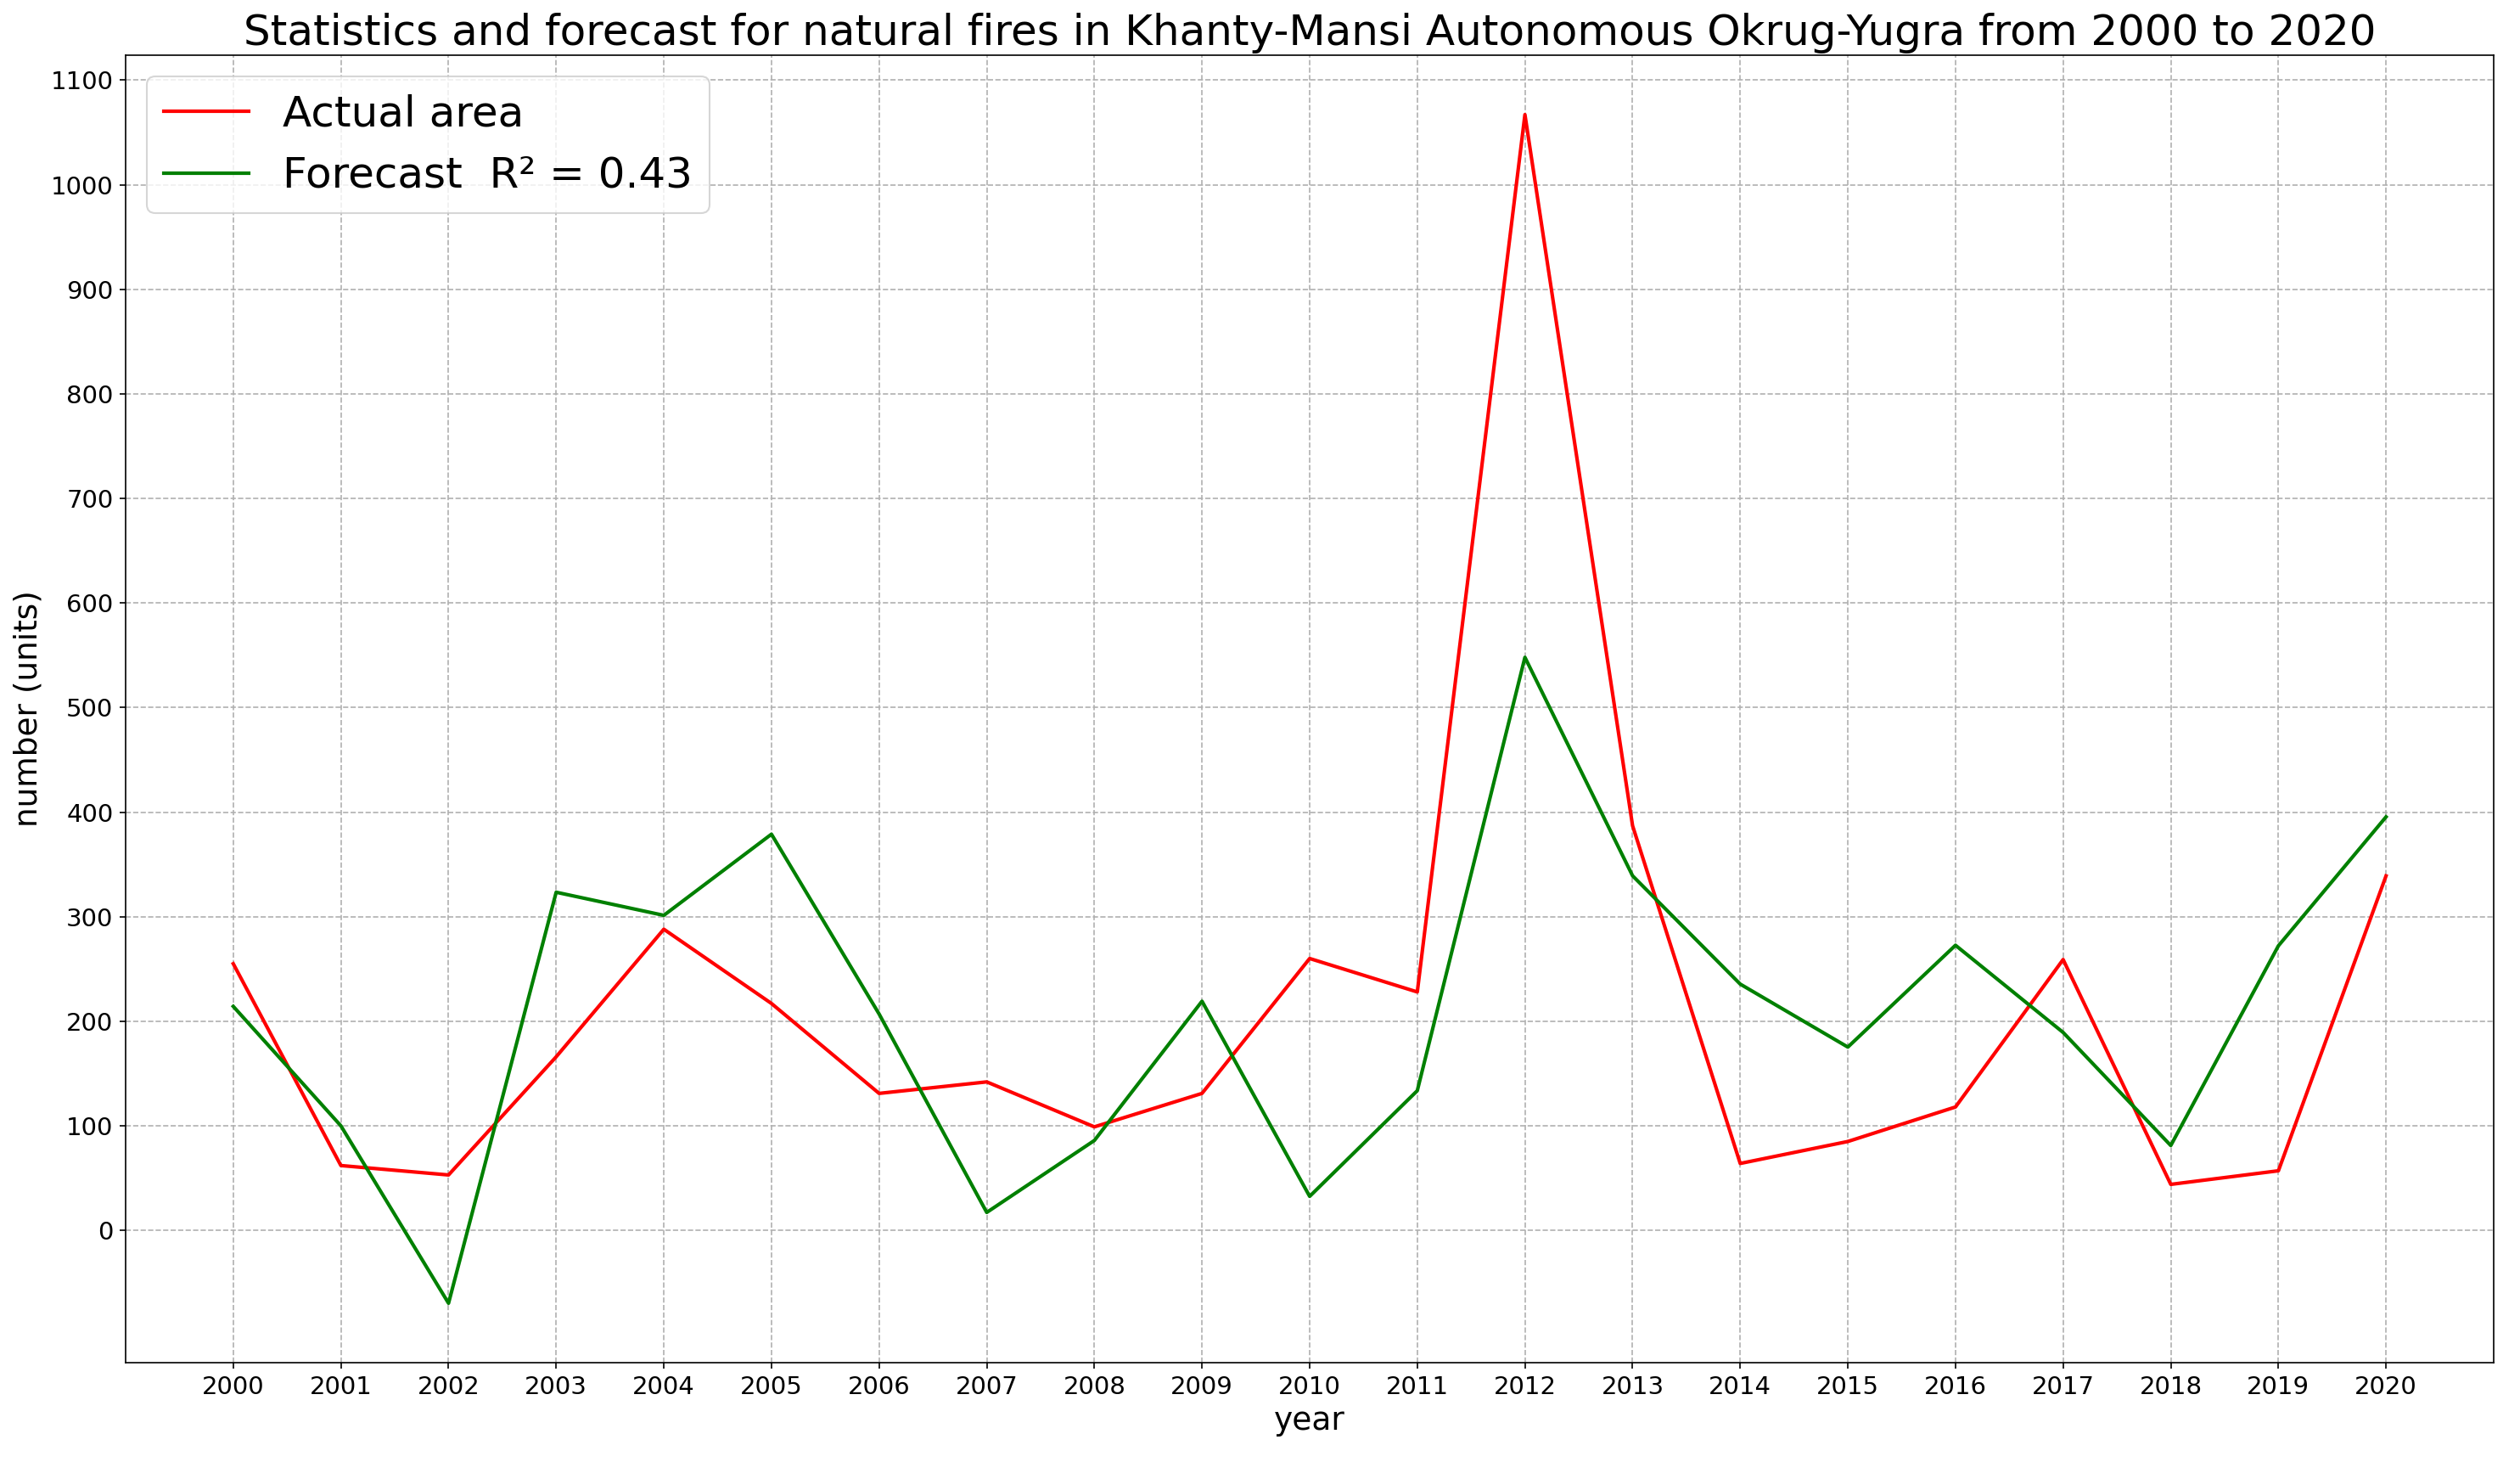 Statistics and forecast for natural fires in Khanty-Mansi Autonomous Okrug-Yugra from 2000 to 2020
Actual area
Forecast  R² = 0.43
1100
1000
900
800
700
600
500
400
300
200
100
0
number (units)
2000 2001 2002 2003 2004 2005 2006 2007 2008 2009 2010 2011 2012 2013 2014 2015 2016 2017 2018 2019 2020
year